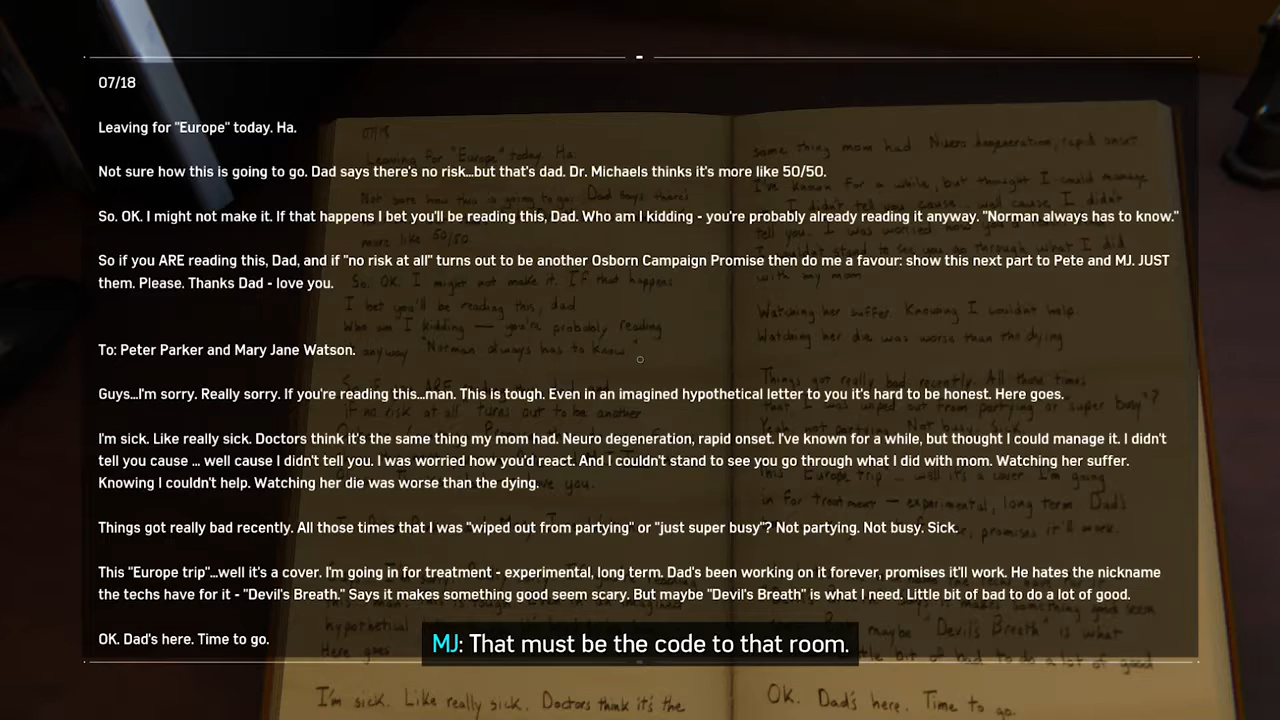 07/18
Leaving for "Europe" today. Ha.
Not sure how this is going to go. Dad says there's no risk...but that's dad. Dr. Michaels thinks it's more like 50/50.
So. OK. I might not make it. If that happens I bet you'll be reading this, Dad. Who am I kidding - you're probably already reading it anyway. "Norman always has to know."
So if you ARE reading this, Dad, and if "no risk at all" turns out to be another Osborn Campaign Promise then do me a favour: show this next part to Pete and MJ. JUST
them. Please. Thanks Dad - love you.
To: Peter Parker and Mary Jane Watson.
Guys...I'm sorry. Really sorry. If you're reading this...man. This is tough. Even in an imagined hypothetical letter to you it's hard to be honest. Here goes.
I'm sick. Like really sick. Doctors think it's the same thing my mom had. Neuro degeneration, rapid onset. I've known for a while, but thought I could manage it. I didn't
tell you cause ... well cause I didn't tell you. I was worried how you'd react. And I couldn't stand to see you go through what I did with mom. Watching her suffer.
Knowing I couldn't help. Watching her die was worse than the dying.
Things got really bad recently. All those times that I was "wiped out from partying" or "just super busy"? Not partying. Not busy. Sick.
This "Europe trip"...well it's a cover. I'm going in for treatment - experimental, long term. Dad's been working on it forever, promises it'll work. He hates the nickname
the techs have for it - "Devil's Breath." Says it makes something good seem scary. But maybe "Devil's Breath" is what I need. Little bit of bad to do a lot of good.
OK. Dad's here. Time to go.
MJ: That must be the code to that room.
I'm sick. Like really sick. Doctors think it's the
OK. Dad's here. Time to go.